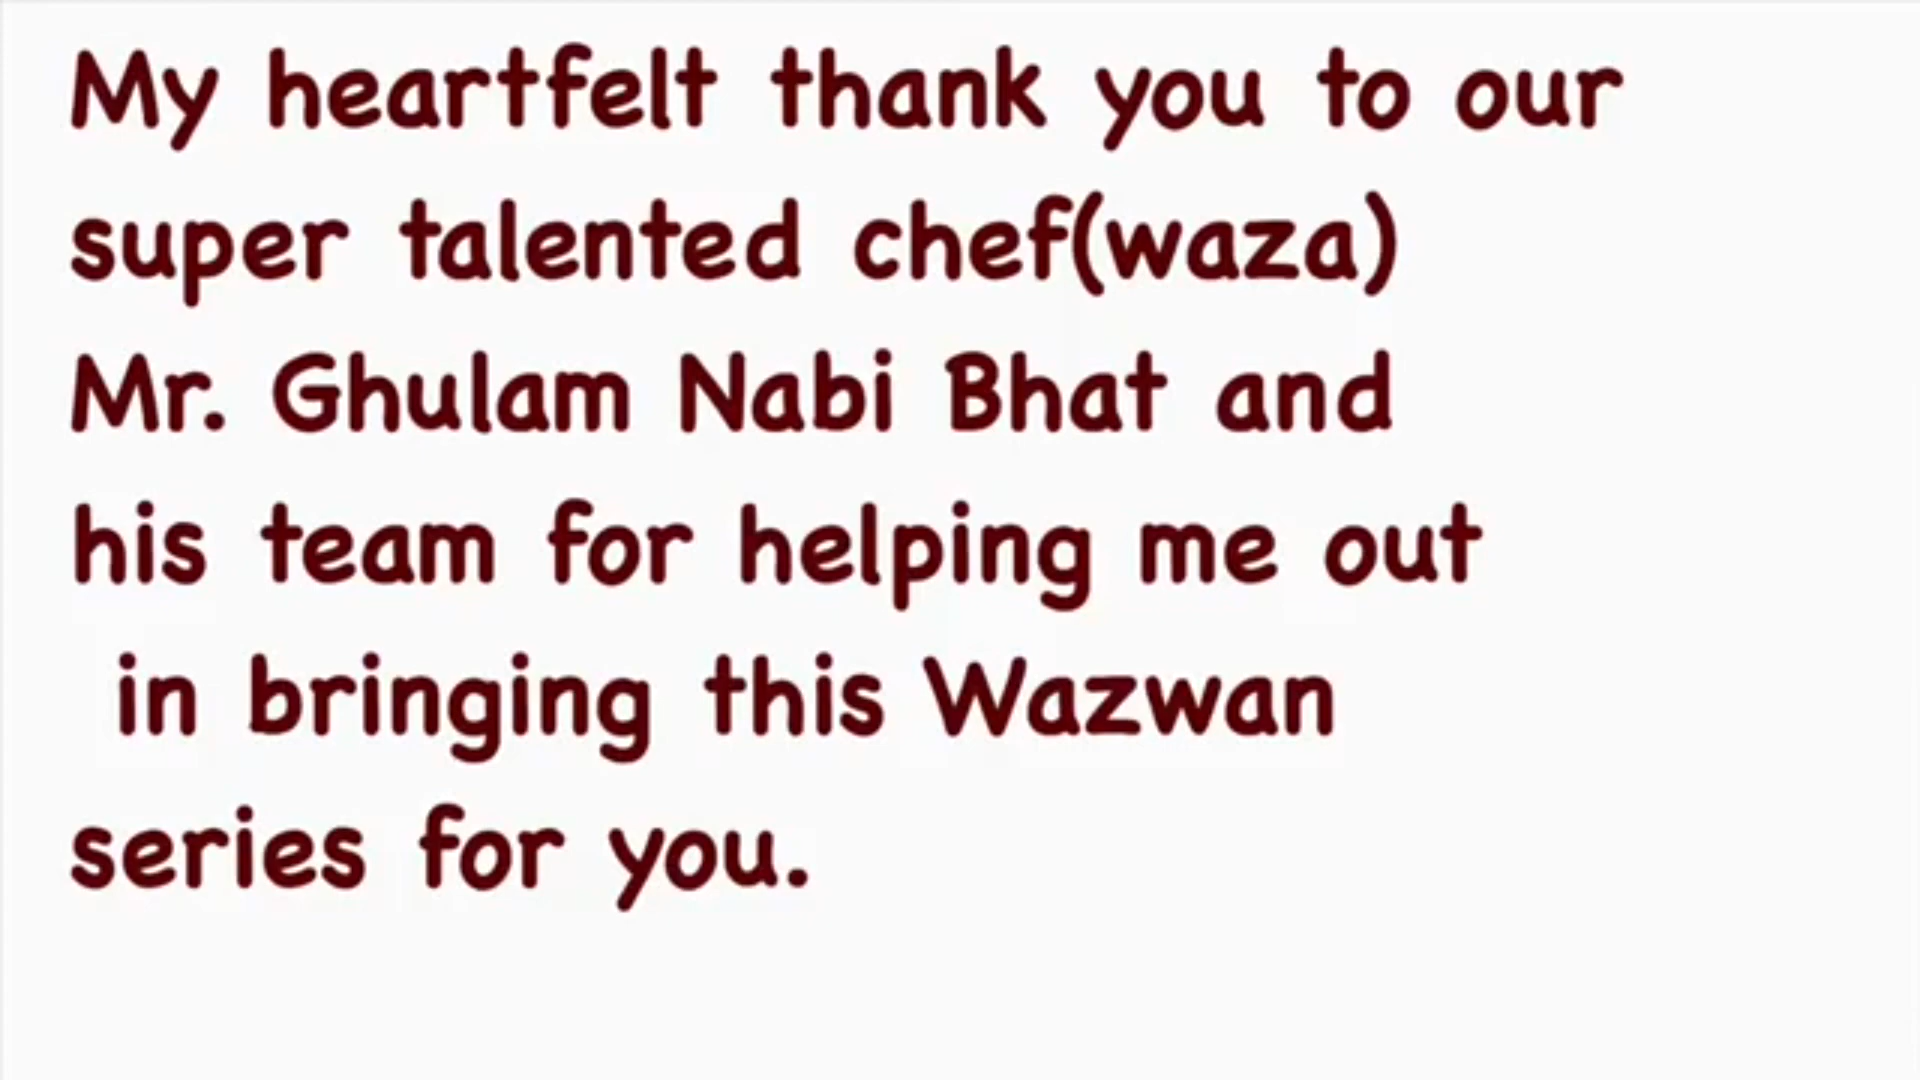 My heartfelt thank you to our
super talented chef(waza)
Mr. Ghulam Nabi Bhat and
his team for helping me out
in bringing this Wazwan
series for you.